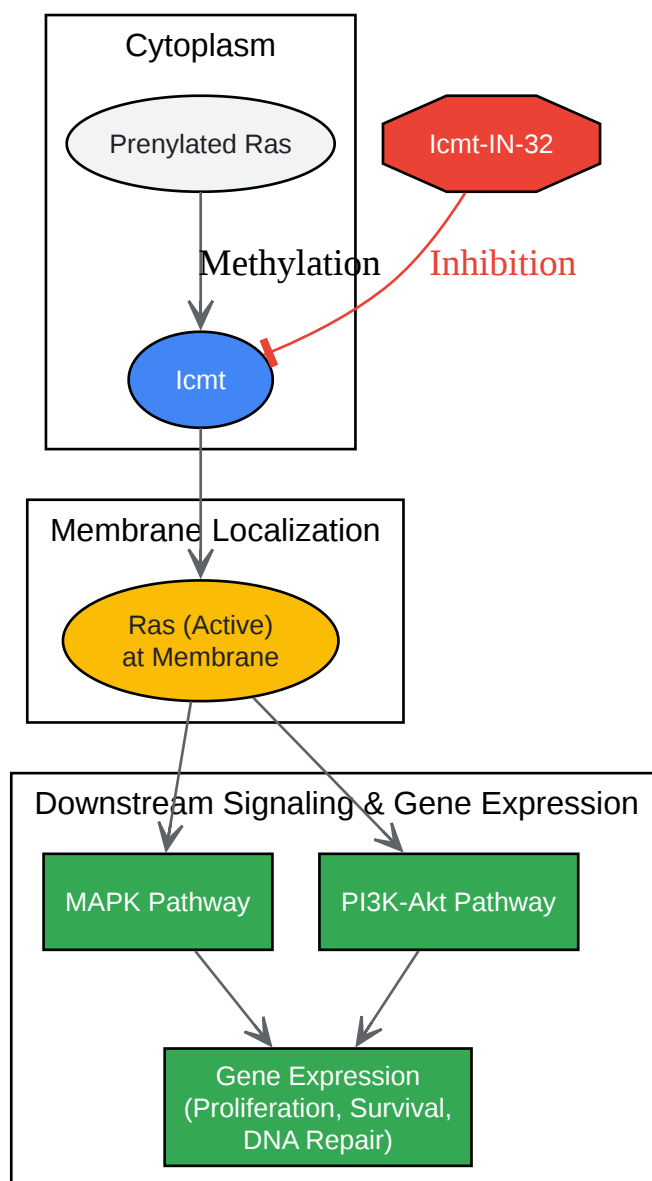 Cytoplasm
Prenylated Ras
Icmt-IN-32
Methylation
Inhibition
Icmt
Membrane Localization
Ras (Active)
at Membrane
Downstream Signaling & Gene Expression
MAPK Pathway
PI3K-Akt Pathway
Gene Expression
(Proliferation, Survival,
DNA Repair)